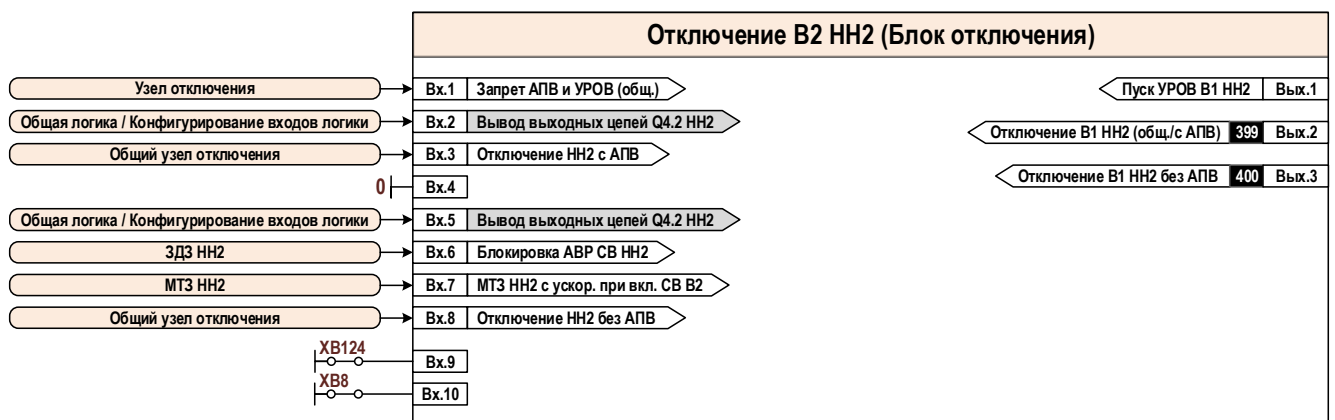 Отключение В2 НН2 (Блок отключения)
Узел отключения Вх.1 Запрет АПВ и УРОВ (общ.) Пуск УРОВ В1 НН2 Вых.1
Общая логика / Конфигурирование входов логики Вх.2 Вывод выходных цепей Q4.2 НН2
Отключение В1 НН2 (общ./с АПВ) 399 Вых.2
Общий узел отключения Вх.3 Отключение НН2 с АПВ
Отключение В1 НН2 без АПВ 400 Вых.3
0 Вх.4
Общая логика / Конфигурирование входов логики Вх.5 Вывод выходных цепей Q4.2 НН2
ЗДЗ НН2 Вх.6 Блокировка АВР СВ НН2
МТЗ НН2 Вх.7 МТЗ НН2 с ускор. при вкл. СВ В2
Общий узел отключения Вх.8 Отключение НН2 без АПВ
XB124 Вх.9
XB8 Вх.10